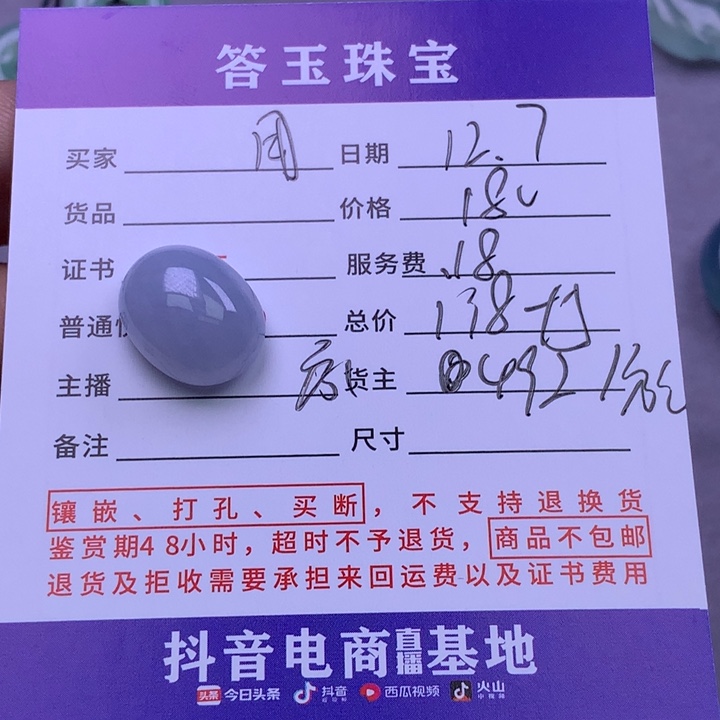 答玉珠宝
买家 周 日期 12.7
货品 价格 180
证书 服务费 18
普通 总价 138
主播 货主
备注 尺寸
镶嵌、打孔、买断，不支持退换货
鉴赏期48小时，超时不予退货，商品不包邮
退货及拒收需要承担来回运费以及证书费用
抖音电商直播基地
头条 今日头条 抖音 西瓜视频 火山